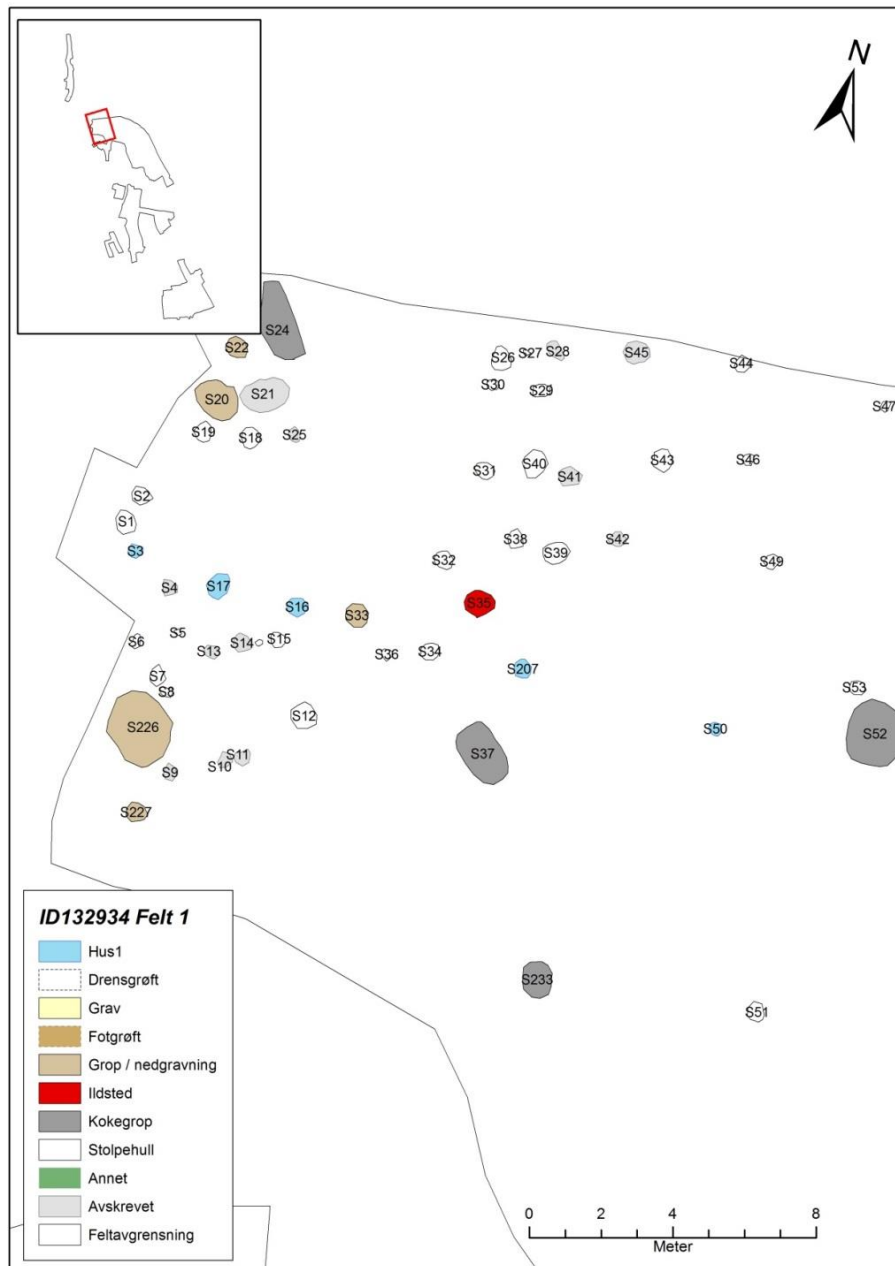 N
S24
S22
S26
S27
S28
S45
S44
S30
S29
S20
S21
S47
S19
S18
S25
S31
S40
S41
S43
S46
S2
S1
S3
S38
S39
S42
S32
S49
S4
S17
S16
S33
S35
S5
S6
S13
S14
S15
S36
S34
S7
S8
S207
S53
S226
S12
S50
S52
S37
S10
S11
S9
S227
S233
S51
ID132934 Felt 1
Hus1
Drensgrøft
Grav
Fotgrøft
Grop / nedgravning
Ildsted
Kokegrop
Stolpehull
Annet
Avskrevet
Feltavgrensning
0 2 4 8
Meter